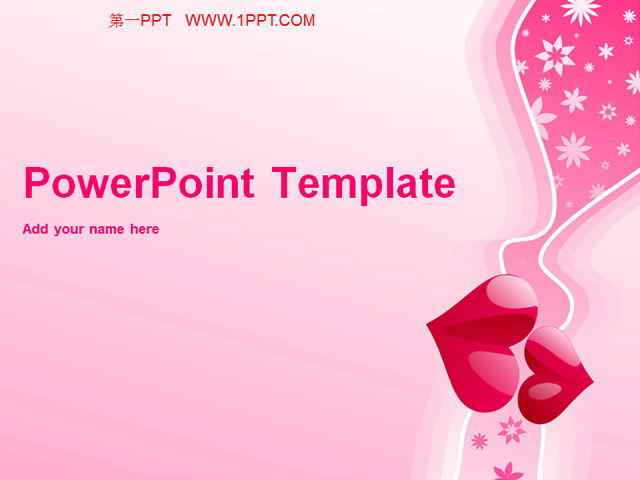 第一PPT WWW.1PPT.COM
PowerPoint Template
Add your name here